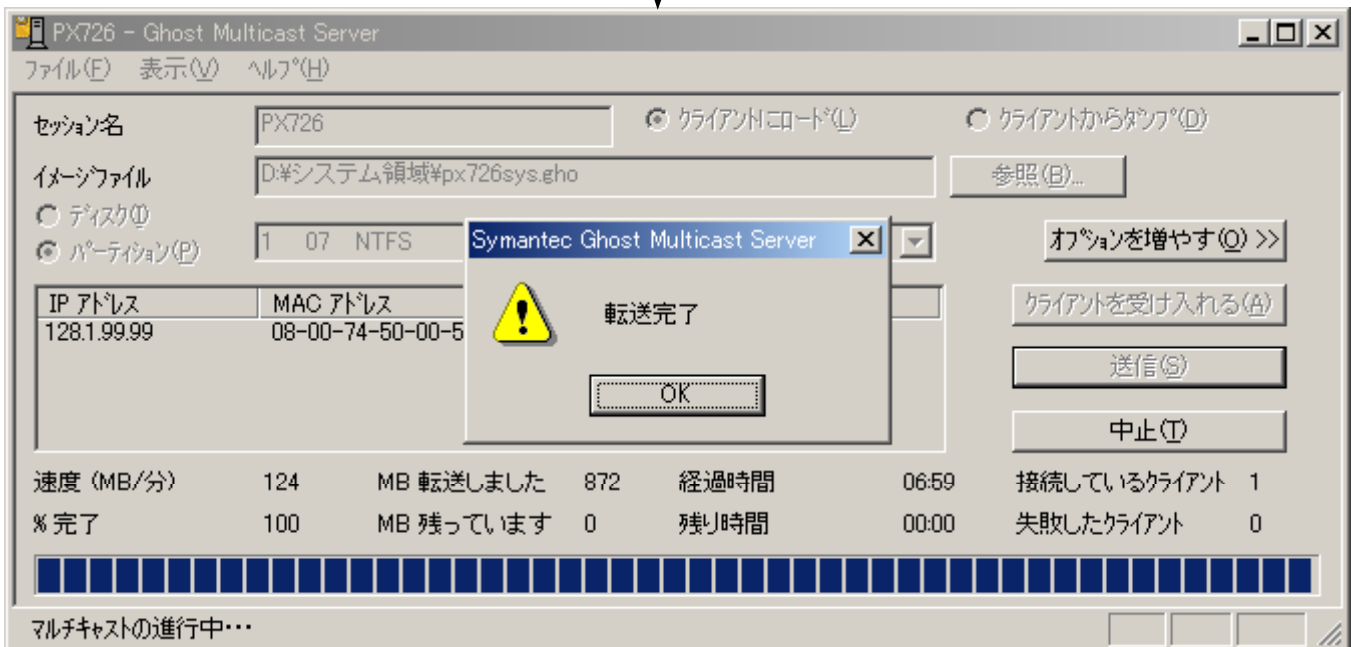 PX726 - Ghost Multicast Server
ﾌｧｲﾙ(F) 表示(V) ﾍﾙﾌﾟ(H)
ｾｯｼｮﾝ名 PX726 ｸﾗｲｱﾝﾄにﾛｰﾄﾞ(L) ｸﾗｲｱﾝﾄからﾀﾞﾝﾌﾟ(D)
ｲﾒｰｼﾞﾌｧｲﾙ D:¥システム領域¥px726sys.gho 参照(B)...
ﾃﾞｨｽｸ(I)
ﾊﾟｰﾃｨｼｮﾝ(P) 1 07 NTFS ｵﾌﾟｼｮﾝを増やす(O) >>
Symantec Ghost Multicast Server
転送完了
OK
IP ｱﾄﾞﾚｽ MAC ｱﾄﾞﾚｽ ｸﾗｲｱﾝﾄを受け入れる(A)
128.1.99.99 08-00-74-50-00-5
送信(S)
中止(T)
速度 (MB/分) 124 MB 転送しました 872 経過時間 06:59 接続しているｸﾗｲｱﾝﾄ 1
% 完了 100 MB 残っています 0 残り時間 00:00 失敗したｸﾗｲｱﾝﾄ 0
ﾏﾙﾁｷｬｽﾄの進行中･･･